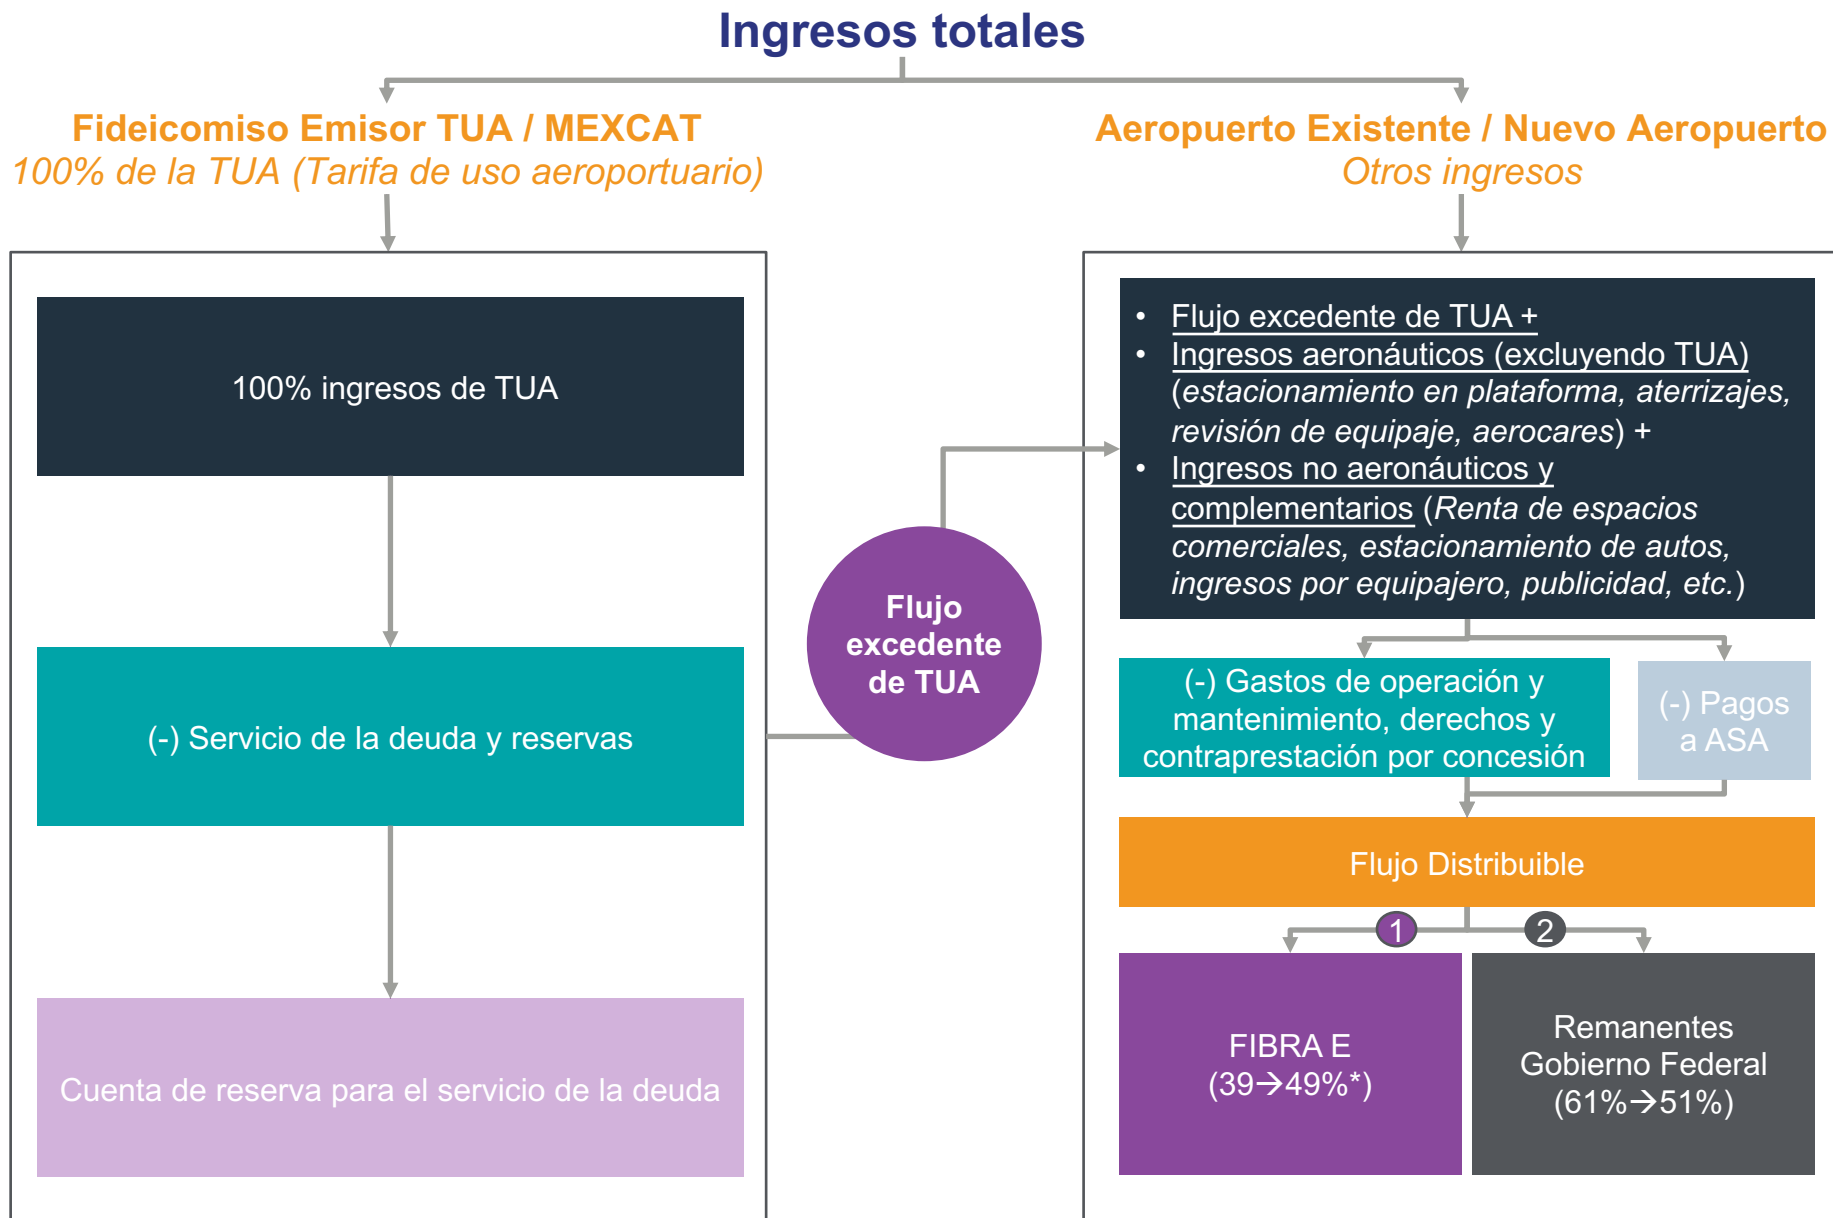 Ingresos totales
Fideicomiso Emisor TUA / MEXCAT
100% de la TUA (Tarifa de uso aeroportuario)
100% ingresos de TUA
(-) Servicio de la deuda y reservas
Cuenta de reserva para el servicio de la deuda
Flujo
excedente
de TUA
Aeropuerto Existente / Nuevo Aeropuerto
Otros ingresos
• Flujo excedente de TUA +
• Ingresos aeronáuticos (excluyendo TUA)
(estacionamiento en plataforma, aterrizajes,
revisión de equipaje, aerocares) +
• Ingresos no aeronáuticos y
complementarios (Renta de espacios
comerciales, estacionamiento de autos,
ingresos por equipajero, publicidad, etc.)
(-) Gastos de operación y
mantenimiento, derechos y
contraprestación por concesión
(-) Pagos
a ASA
Flujo Distribuible
1
2
FIBRA E
(39→49%*)
Remanentes
Gobierno Federal
(61%→51%)